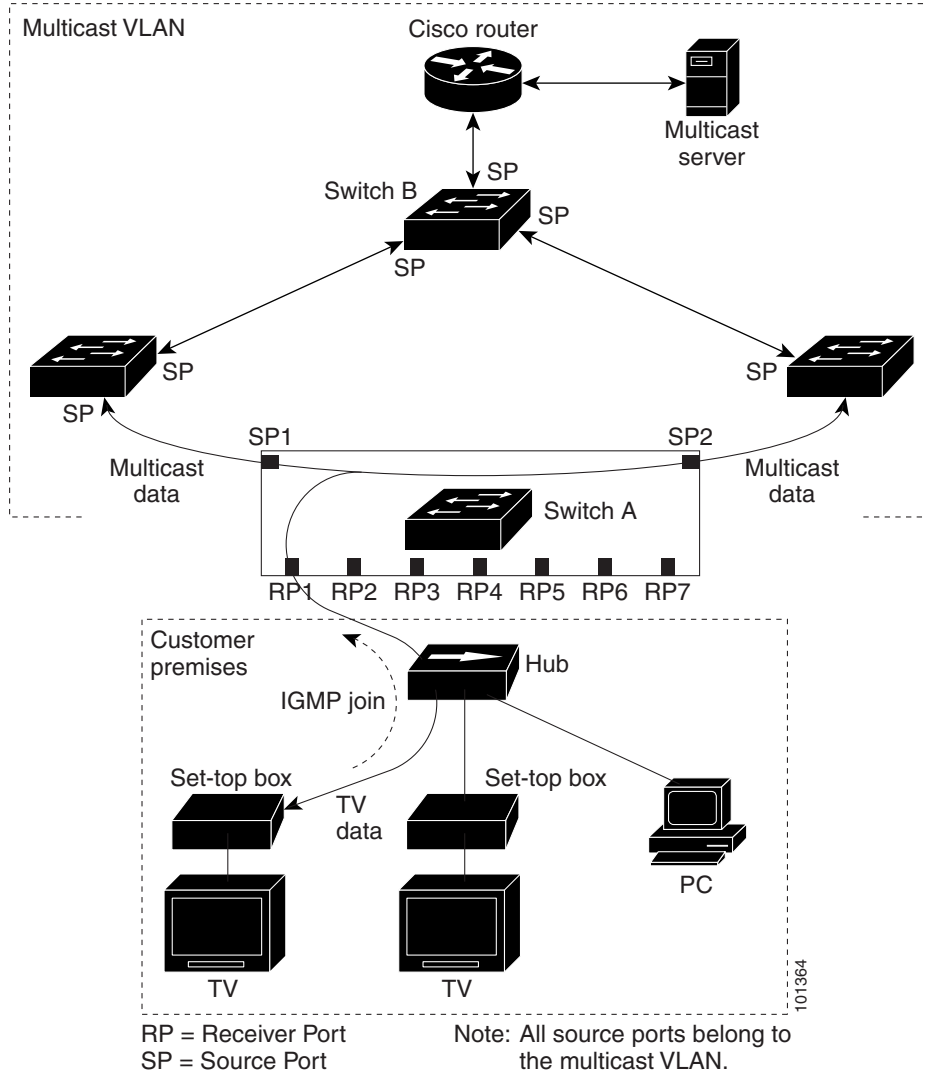 Multicast VLAN
Cisco router
Multicast
server
Switch B
SP
SP
SP
SP
SP
SP
SP1
SP2
Multicast
data
Multicast
data
Switch A
RP1 RP2 RP3 RP4 RP5 RP6 RP7
Customer
premises
Hub
IGMP join
Set-top box
Set-top box
TV
data
PC
TV
TV
101364
RP = Receiver Port
SP = Source Port
Note: All source ports belong to
the multicast VLAN.